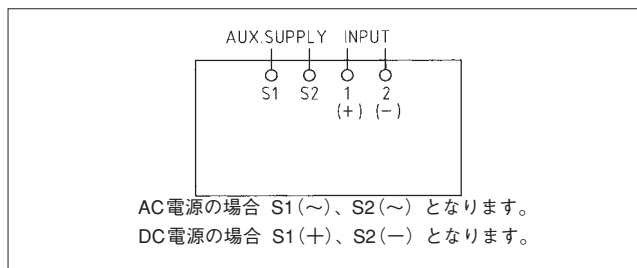 AUX.SUPPLY INPUT
S1 S2 1 2
(+) (−)
AC電源の場合 S1(～)、S2(～) となります。
DC電源の場合 S1(＋)、S2(－) となります。